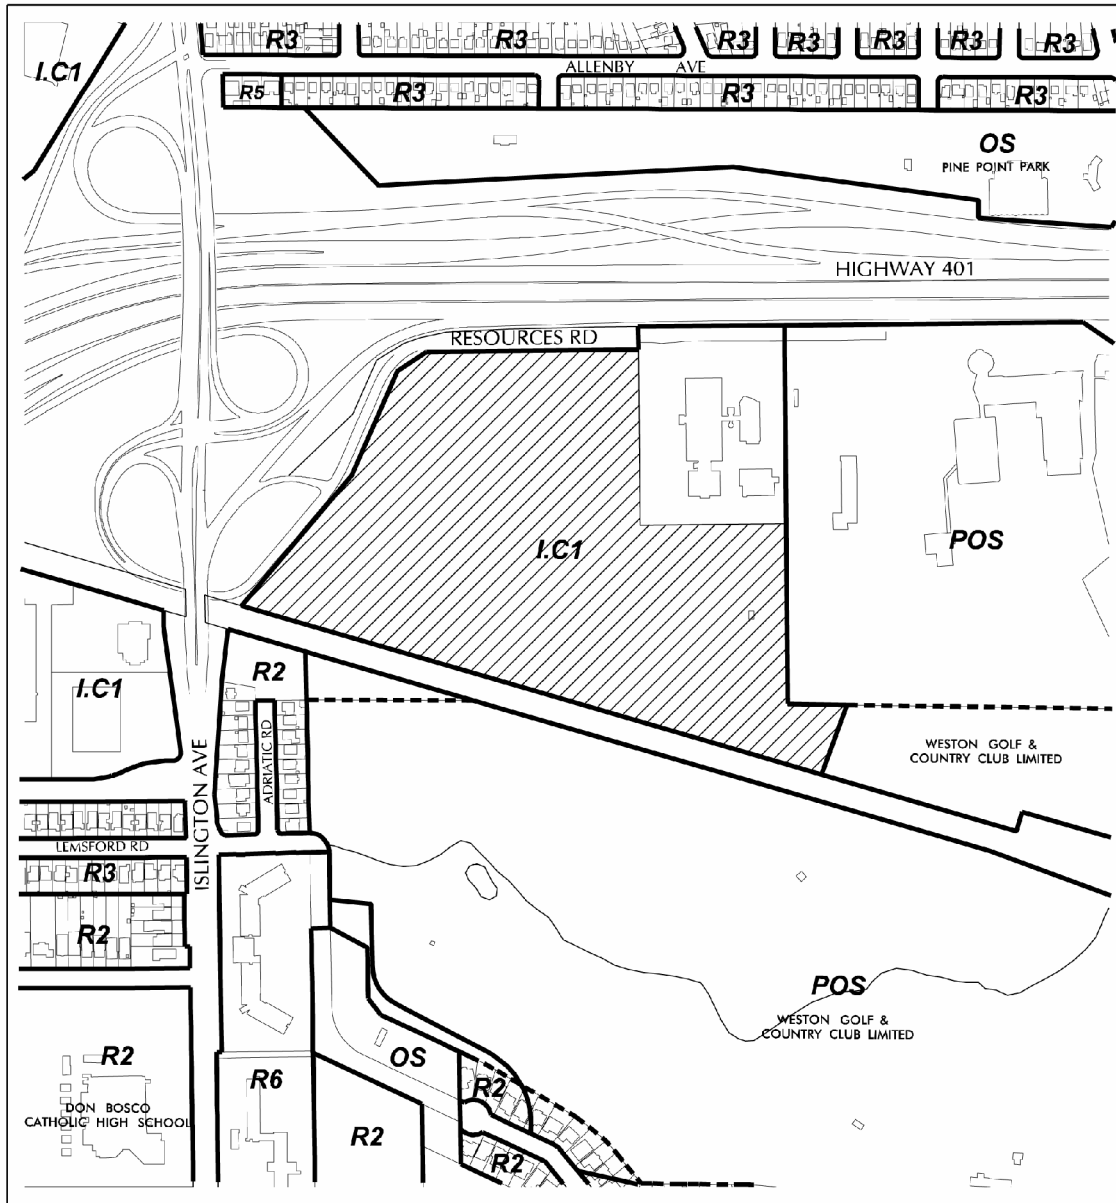 R3
R3
R3
R3
R3
R3
R3
I.C1
ALLENBY AVE
R5
R3
R3
R3
OS
PINE POINT PARK
HIGHWAY 401
RESOURCES RD
I.C1
POS
R2
I.C1
ADRIATIC RD
ISLINGTON AVE
WESTON GOLF &
COUNTRY CLUB LIMITED
LEMSFORD RD
R3
R2
POS
WESTON GOLF &
COUNTRY CLUB LIMITED
R2
OS
R6
R2
DON BOSCO
CATHOLIC HIGH SCHOOL
R2
R2